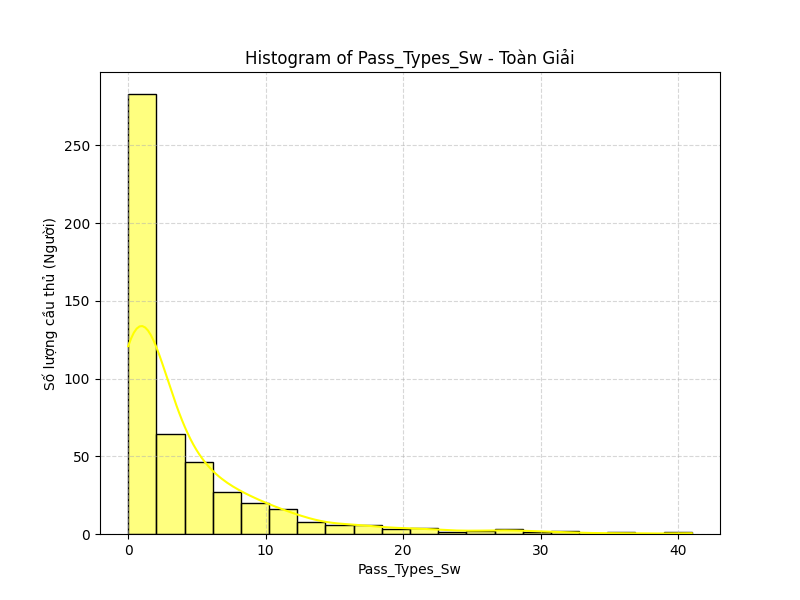 Histogram of Pass_Types_Sw - Toàn Giải
Số lượng cầu thủ (Người)
250
200
150
100
50
0
0 10 20 30 40
Pass_Types_Sw